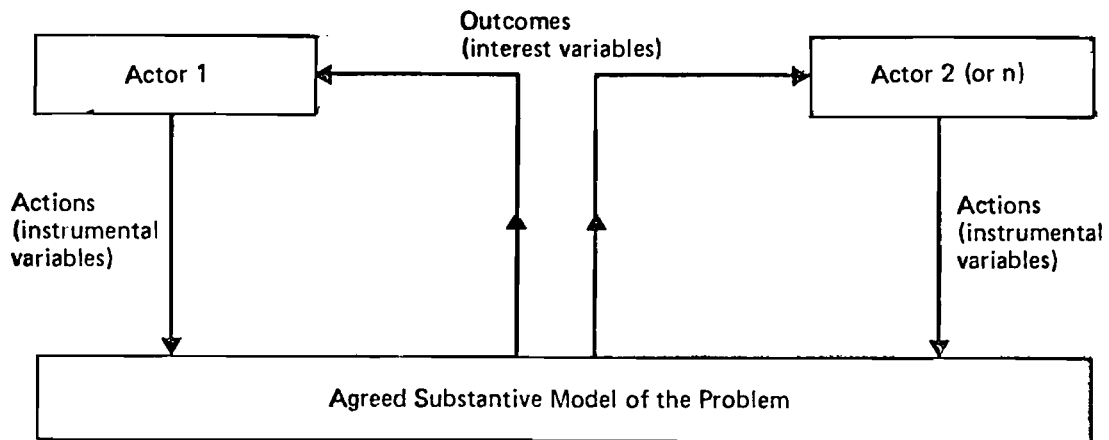 Outcomes
(interest variables)
Actor 1
Actor 2 (or n)
Actions
(instrumental
variables)
Actions
(instrumental
variables)
Agreed Substantive Model of the Problem